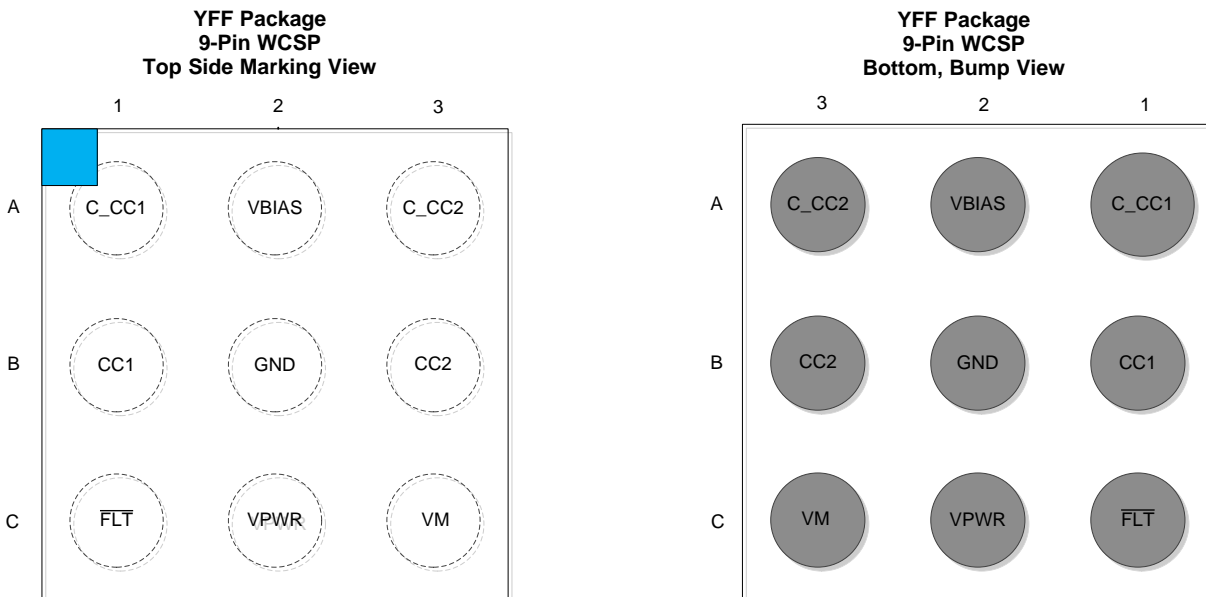 YFF Package
9-Pin WCSP
Top Side Marking View
1 2 3
A C_CC1 VBIAS C_CC2
B CC1 GND CC2
C FLT VPWR VM
YFF Package
9-Pin WCSP
Bottom, Bump View
3 2 1
A C_CC2 VBIAS C_CC1
B CC2 GND CC1
C VM VPWR FLT